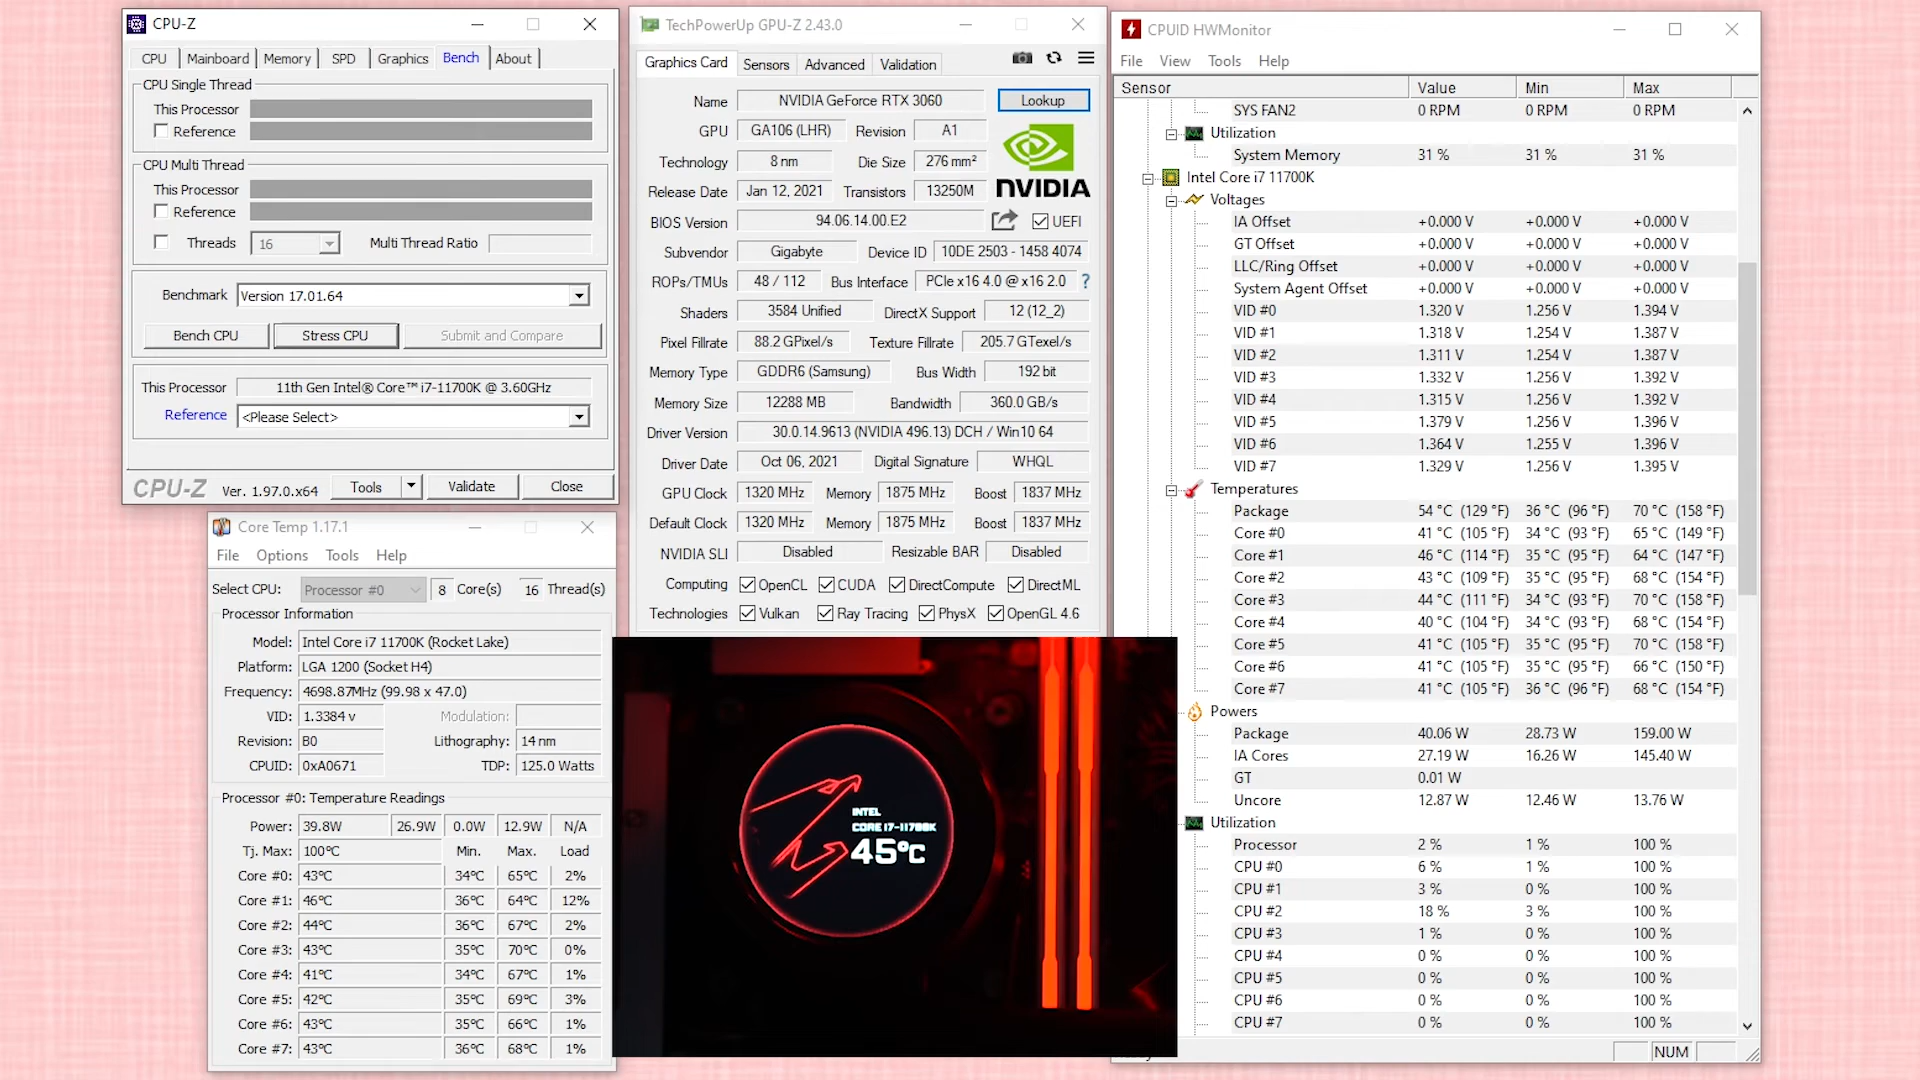 CPU-Z
CPU Mainboard Memory SPD Graphics Bench About
CPU Single Thread
This Processor
Reference
CPU Multi Thread
This Processor
Reference
Threads 16 Multi Thread Ratio
Benchmark Version 17.01.64
Bench CPU Stress CPU Submit and Compare
This Processor 11th Gen Intel® Core™ i7-11700K @ 3.60GHz
Reference <Please Select>
CPU-Z Ver. 1.97.0.x64 Tools Validate Close
Core Temp 1.17.1
File Options Tools Help
Select CPU: Processor #0 8 Core(s) 16 Thread(s)
Processor Information
Model: Intel Core i7 11700K (Rocket Lake)
Platform: LGA 1200 (Socket H4)
Frequency: 4698.87MHz (99.98 x 47.0)
VID: 1.3384 v Modulation:
Revision: B0 Lithography: 14 nm
CPUID: 0xA0671 TDP: 125.0 Watts
Processor #0: Temperature Readings
Power: 39.8W 26.9W 0.0W 12.9W N/A
Tj. Max: 100°C Min. Max. Load
Core #0: 43°C 34°C 65°C 2%
Core #1: 46°C 36°C 64°C 12%
Core #2: 44°C 36°C 67°C 2%
Core #3: 43°C 35°C 70°C 0%
Core #4: 41°C 34°C 67°C 1%
Core #5: 42°C 35°C 69°C 3%
Core #6: 43°C 35°C 66°C 1%
Core #7: 43°C 36°C 68°C 1%
TechPowerUp GPU-Z 2.43.0
Graphics Card Sensors Advanced Validation
Name NVIDIA GeForce RTX 3060 Lookup
GPU GA106 (LHR) Revision A1
Technology 8 nm Die Size 276 mm²
NVIDIA
Release Date Jan 12, 2021 Transistors 13250M
BIOS Version 94.06.14.00.E2 UEFI
Subvendor Gigabyte Device ID 10DE 2503 - 1458 4074
ROPs/TMUs 48 / 112 Bus Interface PCIe x16 4.0 @ x16 2.0 ?
Shaders 3584 Unified DirectX Support 12 (12_2)
Pixel Fillrate 88.2 GPixel/s Texture Fillrate 205.7 GTexel/s
Memory Type GDDR6 (Samsung) Bus Width 192 bit
Memory Size 12288 MB Bandwidth 360.0 GB/s
Driver Version 30.0.14.9613 (NVIDIA 496.13) DCH / Win10 64
Driver Date Oct 06, 2021 Digital Signature WHQL
GPU Clock 1320 MHz Memory 1875 MHz Boost 1837 MHz
Default Clock 1320 MHz Memory 1875 MHz Boost 1837 MHz
NVIDIA SLI Disabled Resizable BAR Disabled
Computing OpenCL CUDA DirectCompute DirectML
Technologies Vulkan Ray Tracing PhysX OpenGL 4.6
INTEL
CORE I7-11700K
45°C
CPUID HWMonitor
File View Tools Help
Sensor Value Min Max
SYS FAN2 0 RPM 0 RPM 0 RPM
Utilization
System Memory 31 % 31 % 31 %
Intel Core i7 11700K
Voltages
IA Offset +0.000 V +0.000 V +0.000 V
GT Offset +0.000 V +0.000 V +0.000 V
LLC/Ring Offset +0.000 V +0.000 V +0.000 V
System Agent Offset +0.000 V +0.000 V +0.000 V
VID #0 1.320 V 1.256 V 1.394 V
VID #1 1.318 V 1.254 V 1.387 V
VID #2 1.311 V 1.254 V 1.387 V
VID #3 1.332 V 1.256 V 1.392 V
VID #4 1.315 V 1.256 V 1.392 V
VID #5 1.379 V 1.256 V 1.396 V
VID #6 1.364 V 1.255 V 1.396 V
VID #7 1.329 V 1.256 V 1.395 V
Temperatures
Package 54 °C (129 °F) 36 °C (96 °F) 70 °C (158 °F)
Core #0 41 °C (105 °F) 34 °C (93 °F) 65 °C (149 °F)
Core #1 46 °C (114 °F) 35 °C (95 °F) 64 °C (147 °F)
Core #2 43 °C (109 °F) 35 °C (95 °F) 68 °C (154 °F)
Core #3 44 °C (111 °F) 34 °C (93 °F) 70 °C (158 °F)
Core #4 40 °C (104 °F) 34 °C (93 °F) 68 °C (154 °F)
Core #5 41 °C (105 °F) 35 °C (95 °F) 70 °C (158 °F)
Core #6 41 °C (105 °F) 35 °C (95 °F) 66 °C (150 °F)
Core #7 41 °C (105 °F) 36 °C (96 °F) 68 °C (154 °F)
Powers
Package 40.06 W 28.73 W 159.00 W
IA Cores 27.19 W 16.26 W 145.40 W
GT 0.01 W
Uncore 12.87 W 12.46 W 13.76 W
Utilization
Processor 2 % 1 % 100 %
CPU #0 6 % 1 % 100 %
CPU #1 3 % 0 % 100 %
CPU #2 18 % 3 % 100 %
CPU #3 1 % 0 % 100 %
CPU #4 0 % 0 % 100 %
CPU #5 0 % 0 % 100 %
CPU #6 0 % 0 % 100 %
CPU #7 0 % 0 % 100 %
NUM